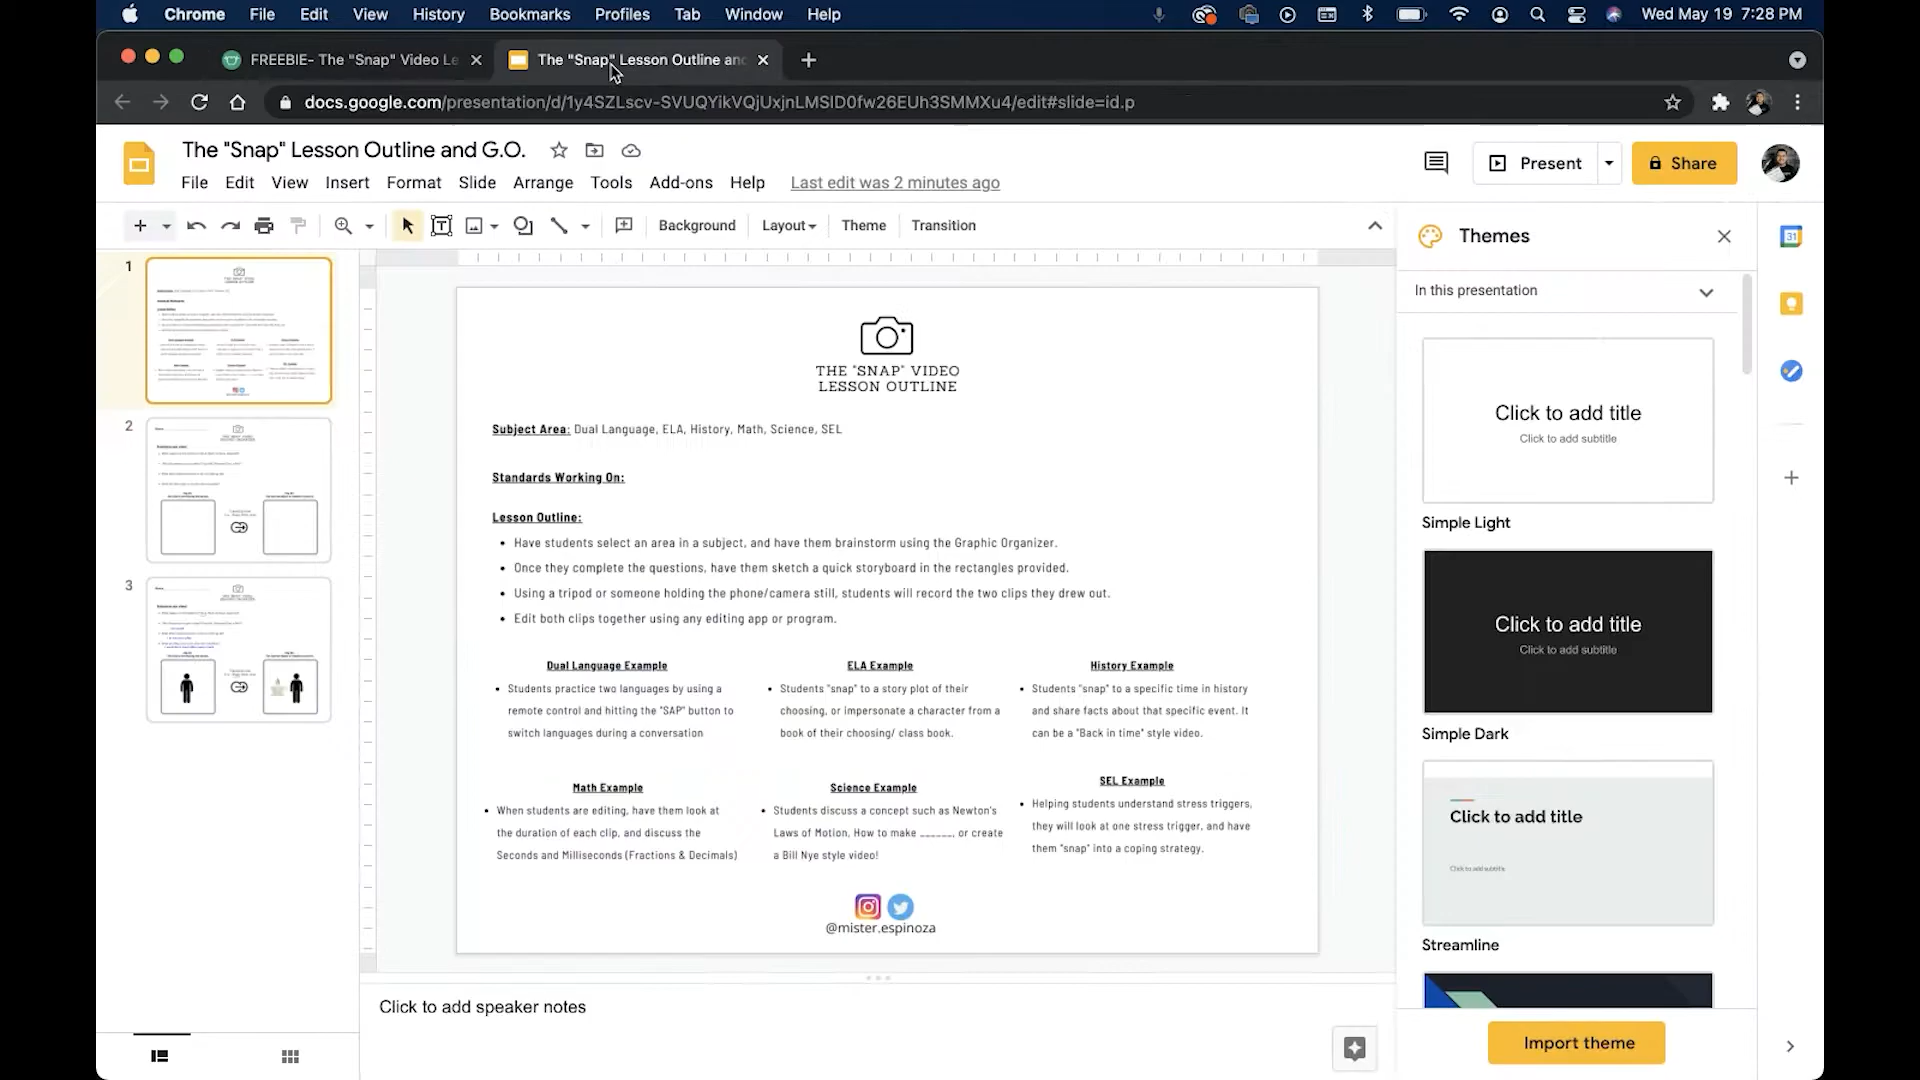 Chrome File Edit View History Bookmarks Profiles Tab Window Help Wed May 19 7:28 PM
FREEBIE- The "Snap" Video Le
The "Snap" Lesson Outline and
docs.google.com/presentation/d/1y4SZLscv-SVUQYikVQjUxjnLMSID0fw26EUh3SMMXu4/edit#slide=id.p
The "Snap" Lesson Outline and G.O.
Present
Share
File Edit View Insert Format Slide Arrange Tools Add-ons Help Last edit was 2 minutes ago
Background Layout Theme Transition
Themes
In this presentation
1
2
3
THE "SNAP" VIDEO
LESSON OUTLINE
Subject Area: Dual Language, ELA, History, Math, Science, SEL
Standards Working On:
Lesson Outline:
• Have students select an area in a subject, and have them brainstorm using the Graphic Organizer.
• Once they complete the questions, have them sketch a quick storyboard in the rectangles provided.
• Using a tripod or someone holding the phone/camera still, students will record the two clips they drew out.
• Edit both clips together using any editing app or program.
Dual Language Example
• Students practice two languages by using a
remote control and hitting the "SAP" button to
switch languages during a conversation
ELA Example
• Students "snap" to a story plot of their
choosing, or impersonate a character from a
book of their choosing/ class book.
History Example
• Students "snap" to a specific time in history
and share facts about that specific event. It
can be a "Back in time" style video.
Math Example
• When students are editing, have them look at
the duration of each clip, and discuss the
Seconds and Milliseconds (Fractions & Decimals)
Science Example
• Students discuss a concept such as Newton's
Laws of Motion, How to make ______, or create
a Bill Nye style video!
SEL Example
• Helping students understand stress triggers,
they will look at one stress trigger, and have
them "snap" into a coping strategy.
@mister.espinoza
Click to add speaker notes
Click to add title
Click to add subtitle
Simple Light
Click to add title
Click to add subtitle
Simple Dark
Click to add title
Click to add subtitle
Streamline
Import theme
31